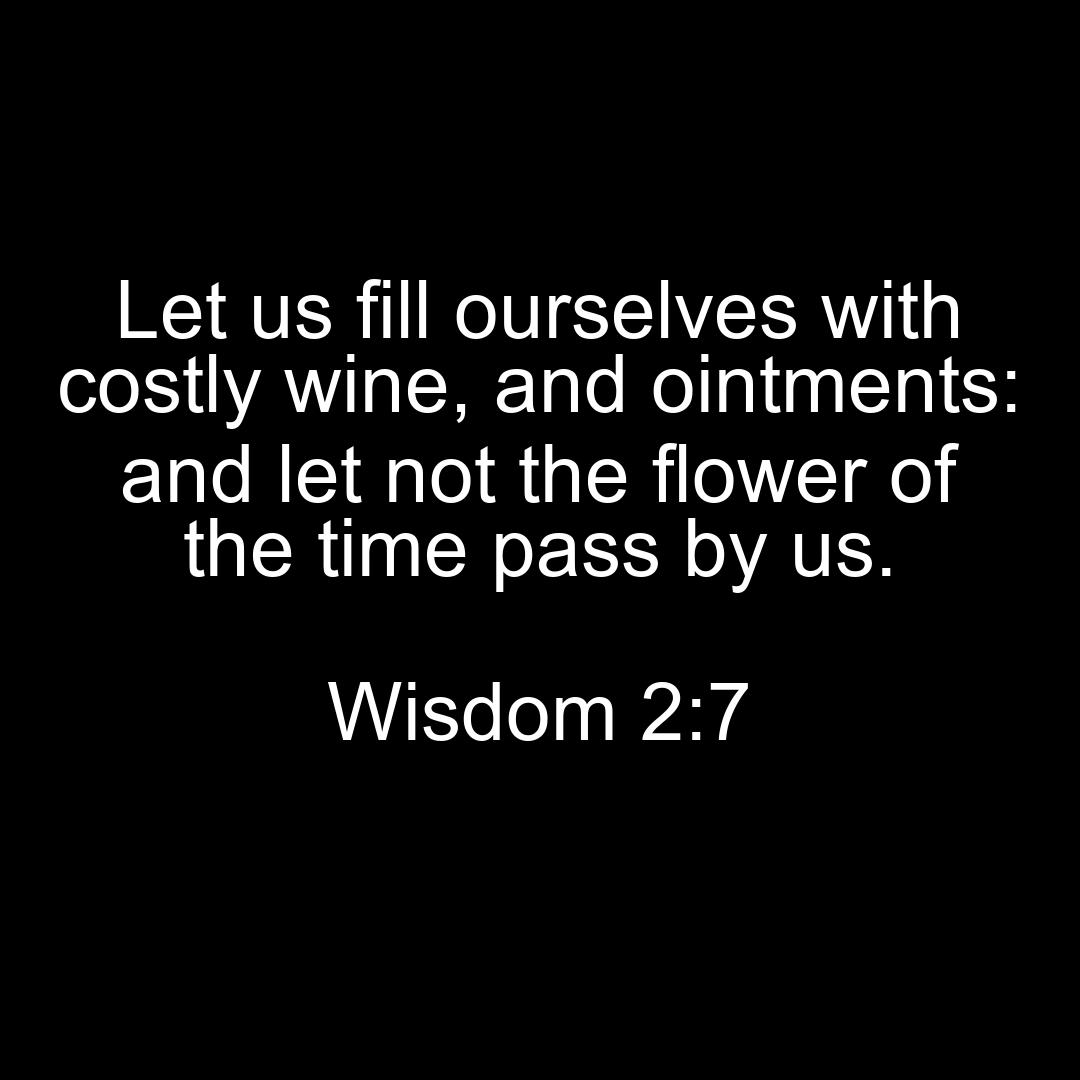 Let us fill ourselves with
costly wine, and ointments:
and let not the flower of
the time pass by us.
Wisdom 2:7